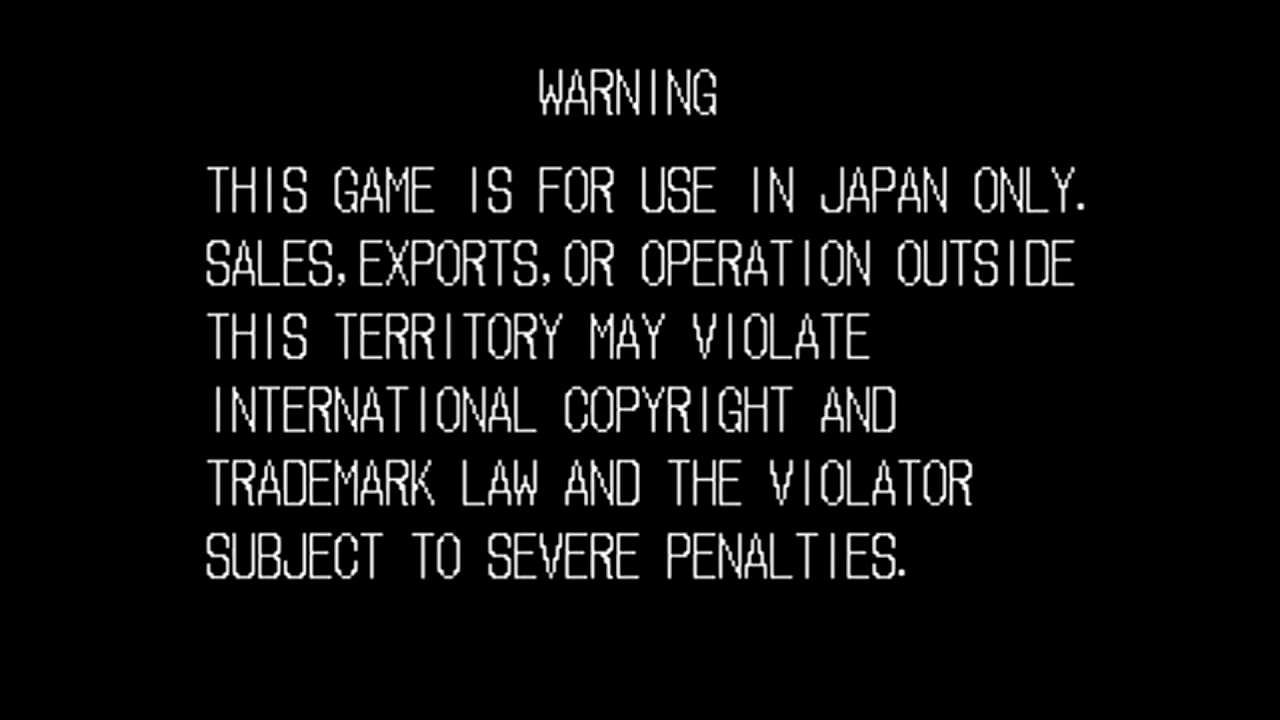 WARNING
THIS GAME IS FOR USE IN JAPAN ONLY.
SALES,EXPORTS,OR OPERATION OUTSIDE
THIS TERRITORY MAY VIOLATE
INTERNATIONAL COPYRIGHT AND
TRADEMARK LAW AND THE VIOLATOR
SUBJECT TO SEVERE PENALTIES.